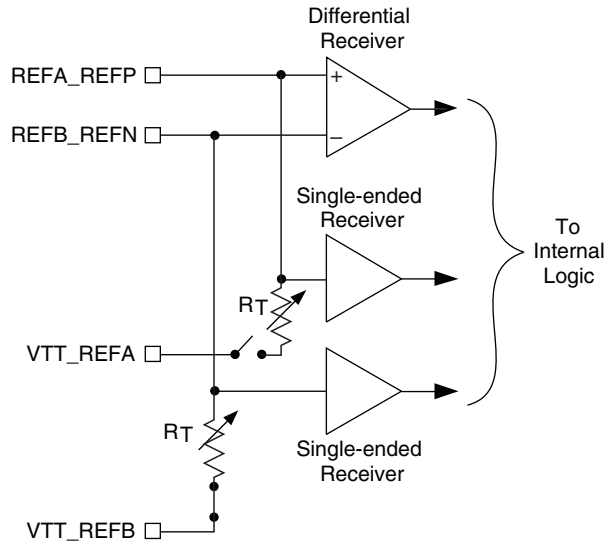 Differential
Receiver
REFA_REFP
+
REFB_REFN
−
Single-ended
Receiver
To
Internal
Logic
RT
VTT_REFA
RT
Single-ended
Receiver
VTT_REFB